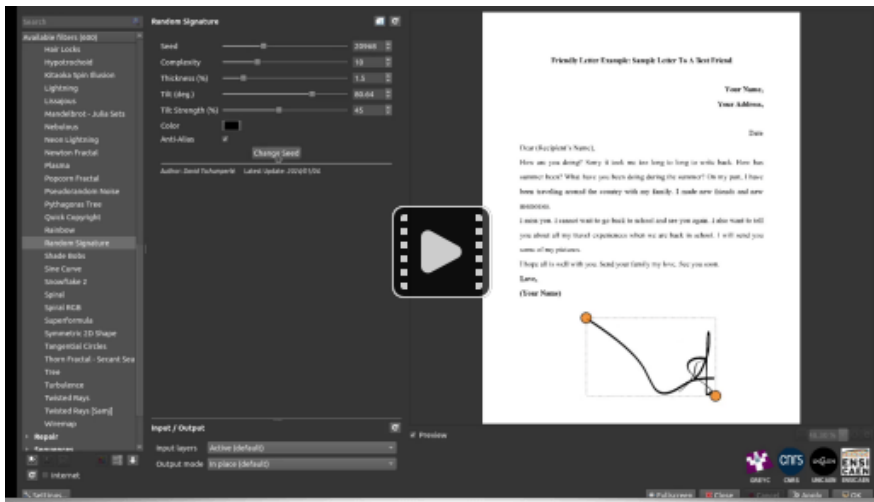 Search
Available filters (600)
Hair Locks
Hypotrochoid
Kitaoka Spin Illusion
Lightning
Lissajous
Mandelbrot - Julia Sets
Nebulous
Neon Lightning
Newton Fractal
Plasma
Popcorn Fractal
Pseudorandom Noise
Pythagoras Tree
Quick Copyright
Rainbow
Random Signature
Shade Bobs
Sine Curve
Snowflake 2
Spiral
Spiral RGB
Superformula
Symmetric 2D Shape
Tangential Circles
Thorn Fractal - Secant Sea
Tree
Turbulence
Twisted Rays
Twisted Rays [Samj]
Wiremap
Repair
Sequences
Internet
Settings...
Random Signature
Seed 20960
Complexity 10
Thickness (%) 1.5
Tilt (deg.) 80.64
Tilt Strength (%) 45
Color
Anti-Alias
Change Seed
Author: David Tschumperlé Latest Update: 2024/01/04
Input / Output
Input layers Active (default)
Output mode In place (default)
Friendly Letter Example: Sample Letter To A Best Friend
Your Name,
Your Address,
Date
Dear (Recipient's Name),
How are you doing? Sorry it took me too long to long to write back. How has
summer been? What have you been doing during the summer? On my part, I have
been traveling around the country with my family. I made new friends and new
memories.
I miss you. I cannot wait to go back to school and see you again. I also want to tell
you about all my travel experiences when we are back in school. I will send you
some of my pictures.
I hope all is well with you. Send your family my love. See you soon.
Love,
(Your Name)
Preview
GREYC CNRS UNICAEN ENSICAEN
Fullscreen Close Cancel Apply OK